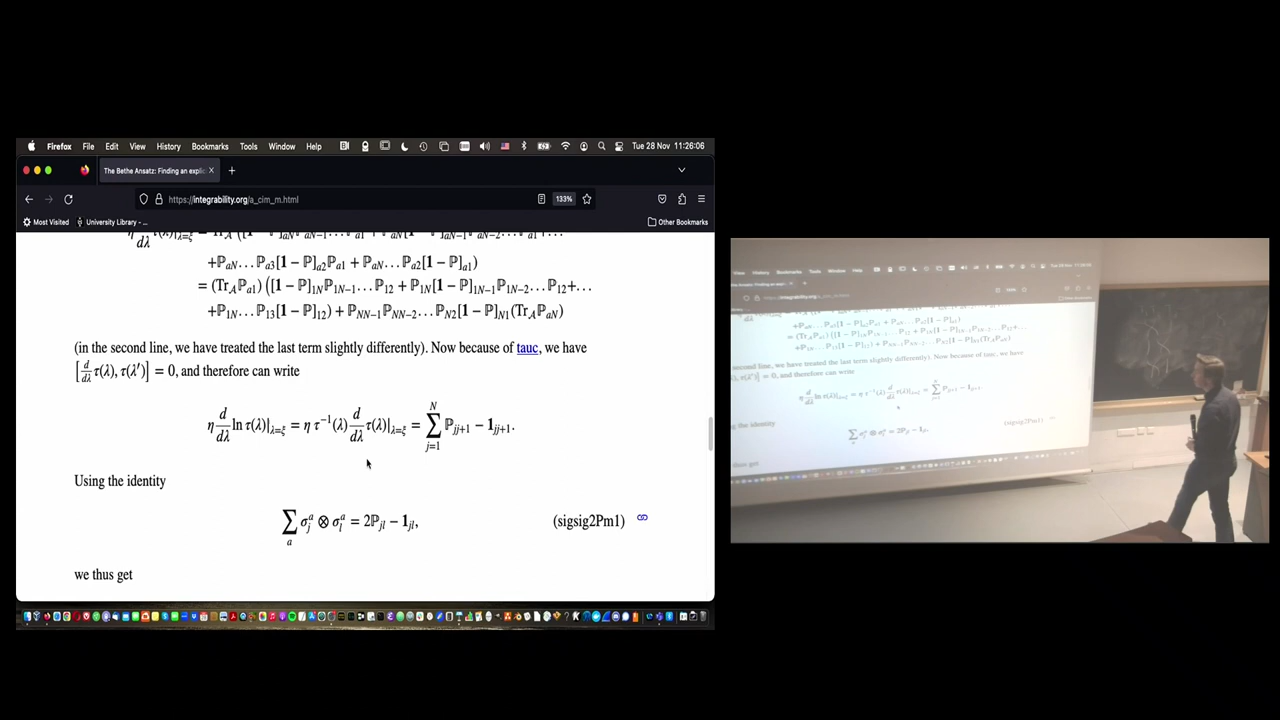 Firefox File Edit View History Bookmarks Tools Window Help Tue 28 Nov 11:26:06
The Bethe Ansatz: Finding an explic
https://integrability.org/a_cim_m.html 133%
Most Visited University Library -... Other Bookmarks
+ℙ_{aN}…ℙ_{a3}[1 − ℙ]_{a2}ℙ_{a1} + ℙ_{aN}…ℙ_{a2}[1 − ℙ]_{a1})
= (Tr_𝒜 ℙ_{a1}) ([1 − ℙ]_{1N}ℙ_{1N−1}…ℙ_{12} + ℙ_{1N}[1 − ℙ]_{1N−1}ℙ_{1N−2}…ℙ_{12}+…
+ℙ_{1N}…ℙ_{13}[1 − ℙ]_{12}) + ℙ_{NN−1}ℙ_{NN−2}…ℙ_{N2}[1 − ℙ]_{N1}(Tr_𝒜 ℙ_{aN})
(in the second line, we have treated the last term slightly differently). Now because of tauc, we have
[d/dλ τ(λ), τ(λ′)] = 0, and therefore can write
η d/dλ ln τ(λ)|_{λ=ξ} = η τ^{−1}(λ) d/dλ τ(λ)|_{λ=ξ} = ∑_{j=1}^{N} ℙ_{jj+1} − 1_{jj+1}.
Using the identity
∑_a σ_j^a ⊗ σ_l^a = 2ℙ_{jl} − 1_{jl}, (sigsig2Pm1)
we thus get